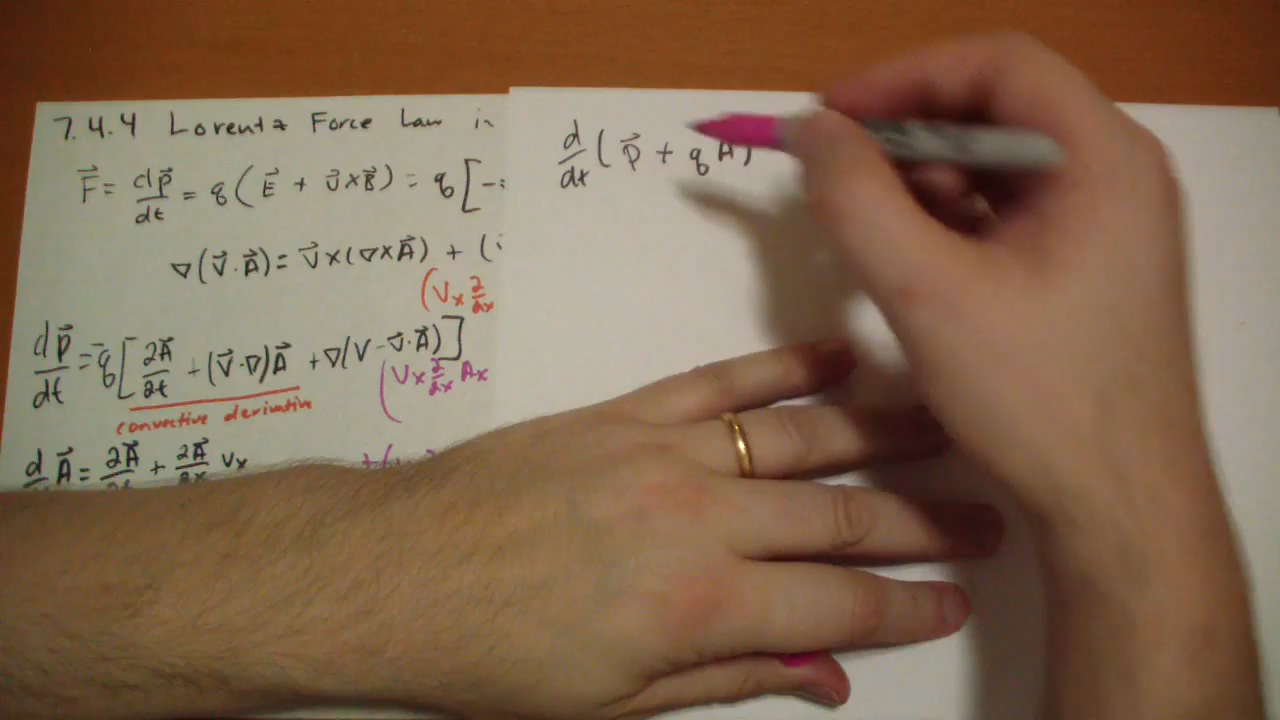 7.4.4 Lorentz Force Law in
F⃗ = dp⃗/dt = q(E⃗ + v⃗×B⃗) = q[-
∇(v⃗·A⃗) = v⃗×(∇×A⃗) + (
(Vx ∂/∂x
dp⃗/dt = q[∂A⃗/∂t + (v⃗·∇)A⃗ + ∇(V - v⃗·A⃗)]
(Vx ∂/∂x Ax
convective derivative
d A⃗ = ∂A⃗/∂t + ∂A⃗/∂x Vx
d/dt (p⃗ + qA)